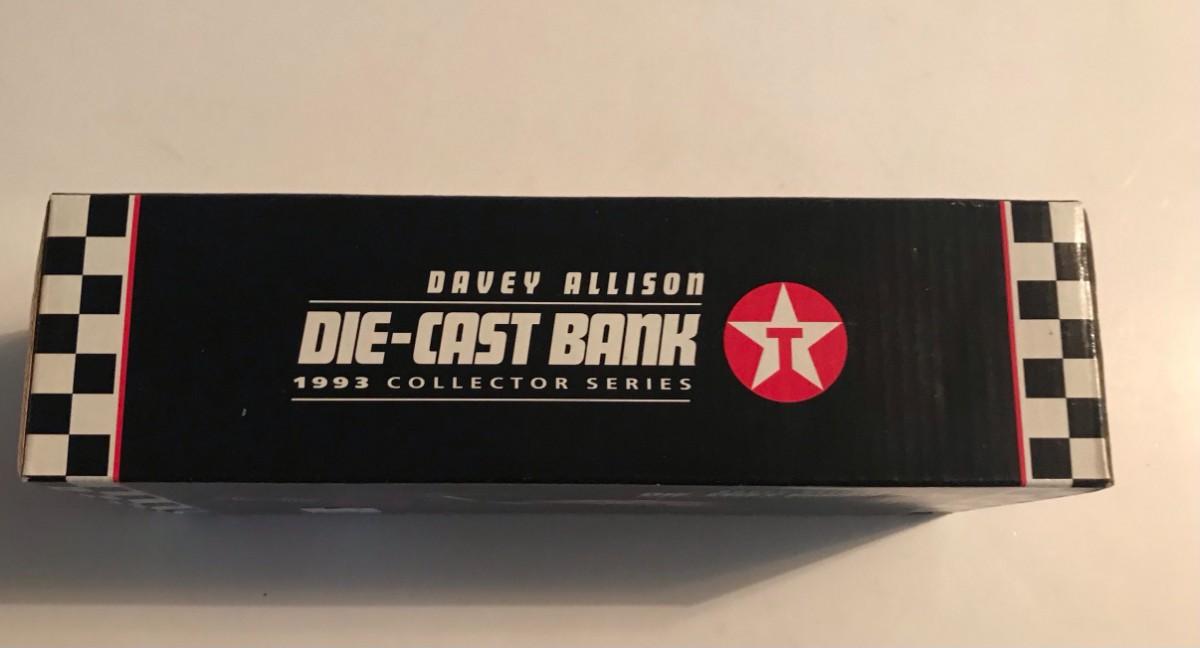 DAVEY ALLISON
DIE-CAST BANK
1993 COLLECTOR SERIES
T